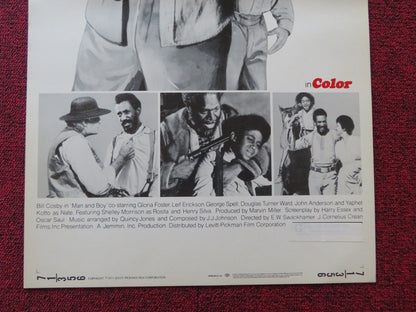 in Color
Bill Cosby in 'Man and Boy' co-starring Gloria Foster, Leif Erickson, George Spell, Douglas Turner Ward, John Anderson and Yaphet
Kotto as Nate. Featuring Shelley Morrison as Rosita and Henry Silva. Produced by Marvin Miller. Screenplay by Harry Essex and
Oscar Saul. Music arranged by Quincy Jones and Composed by J.J. Johnson. Directed by E.W. Swackhamer. J. Cornelius Crean
Films, Inc. Presentation. A Jemmin, Inc. Production. Distributed by Levitt-Pickman Film Corporation.
71/356
71/356